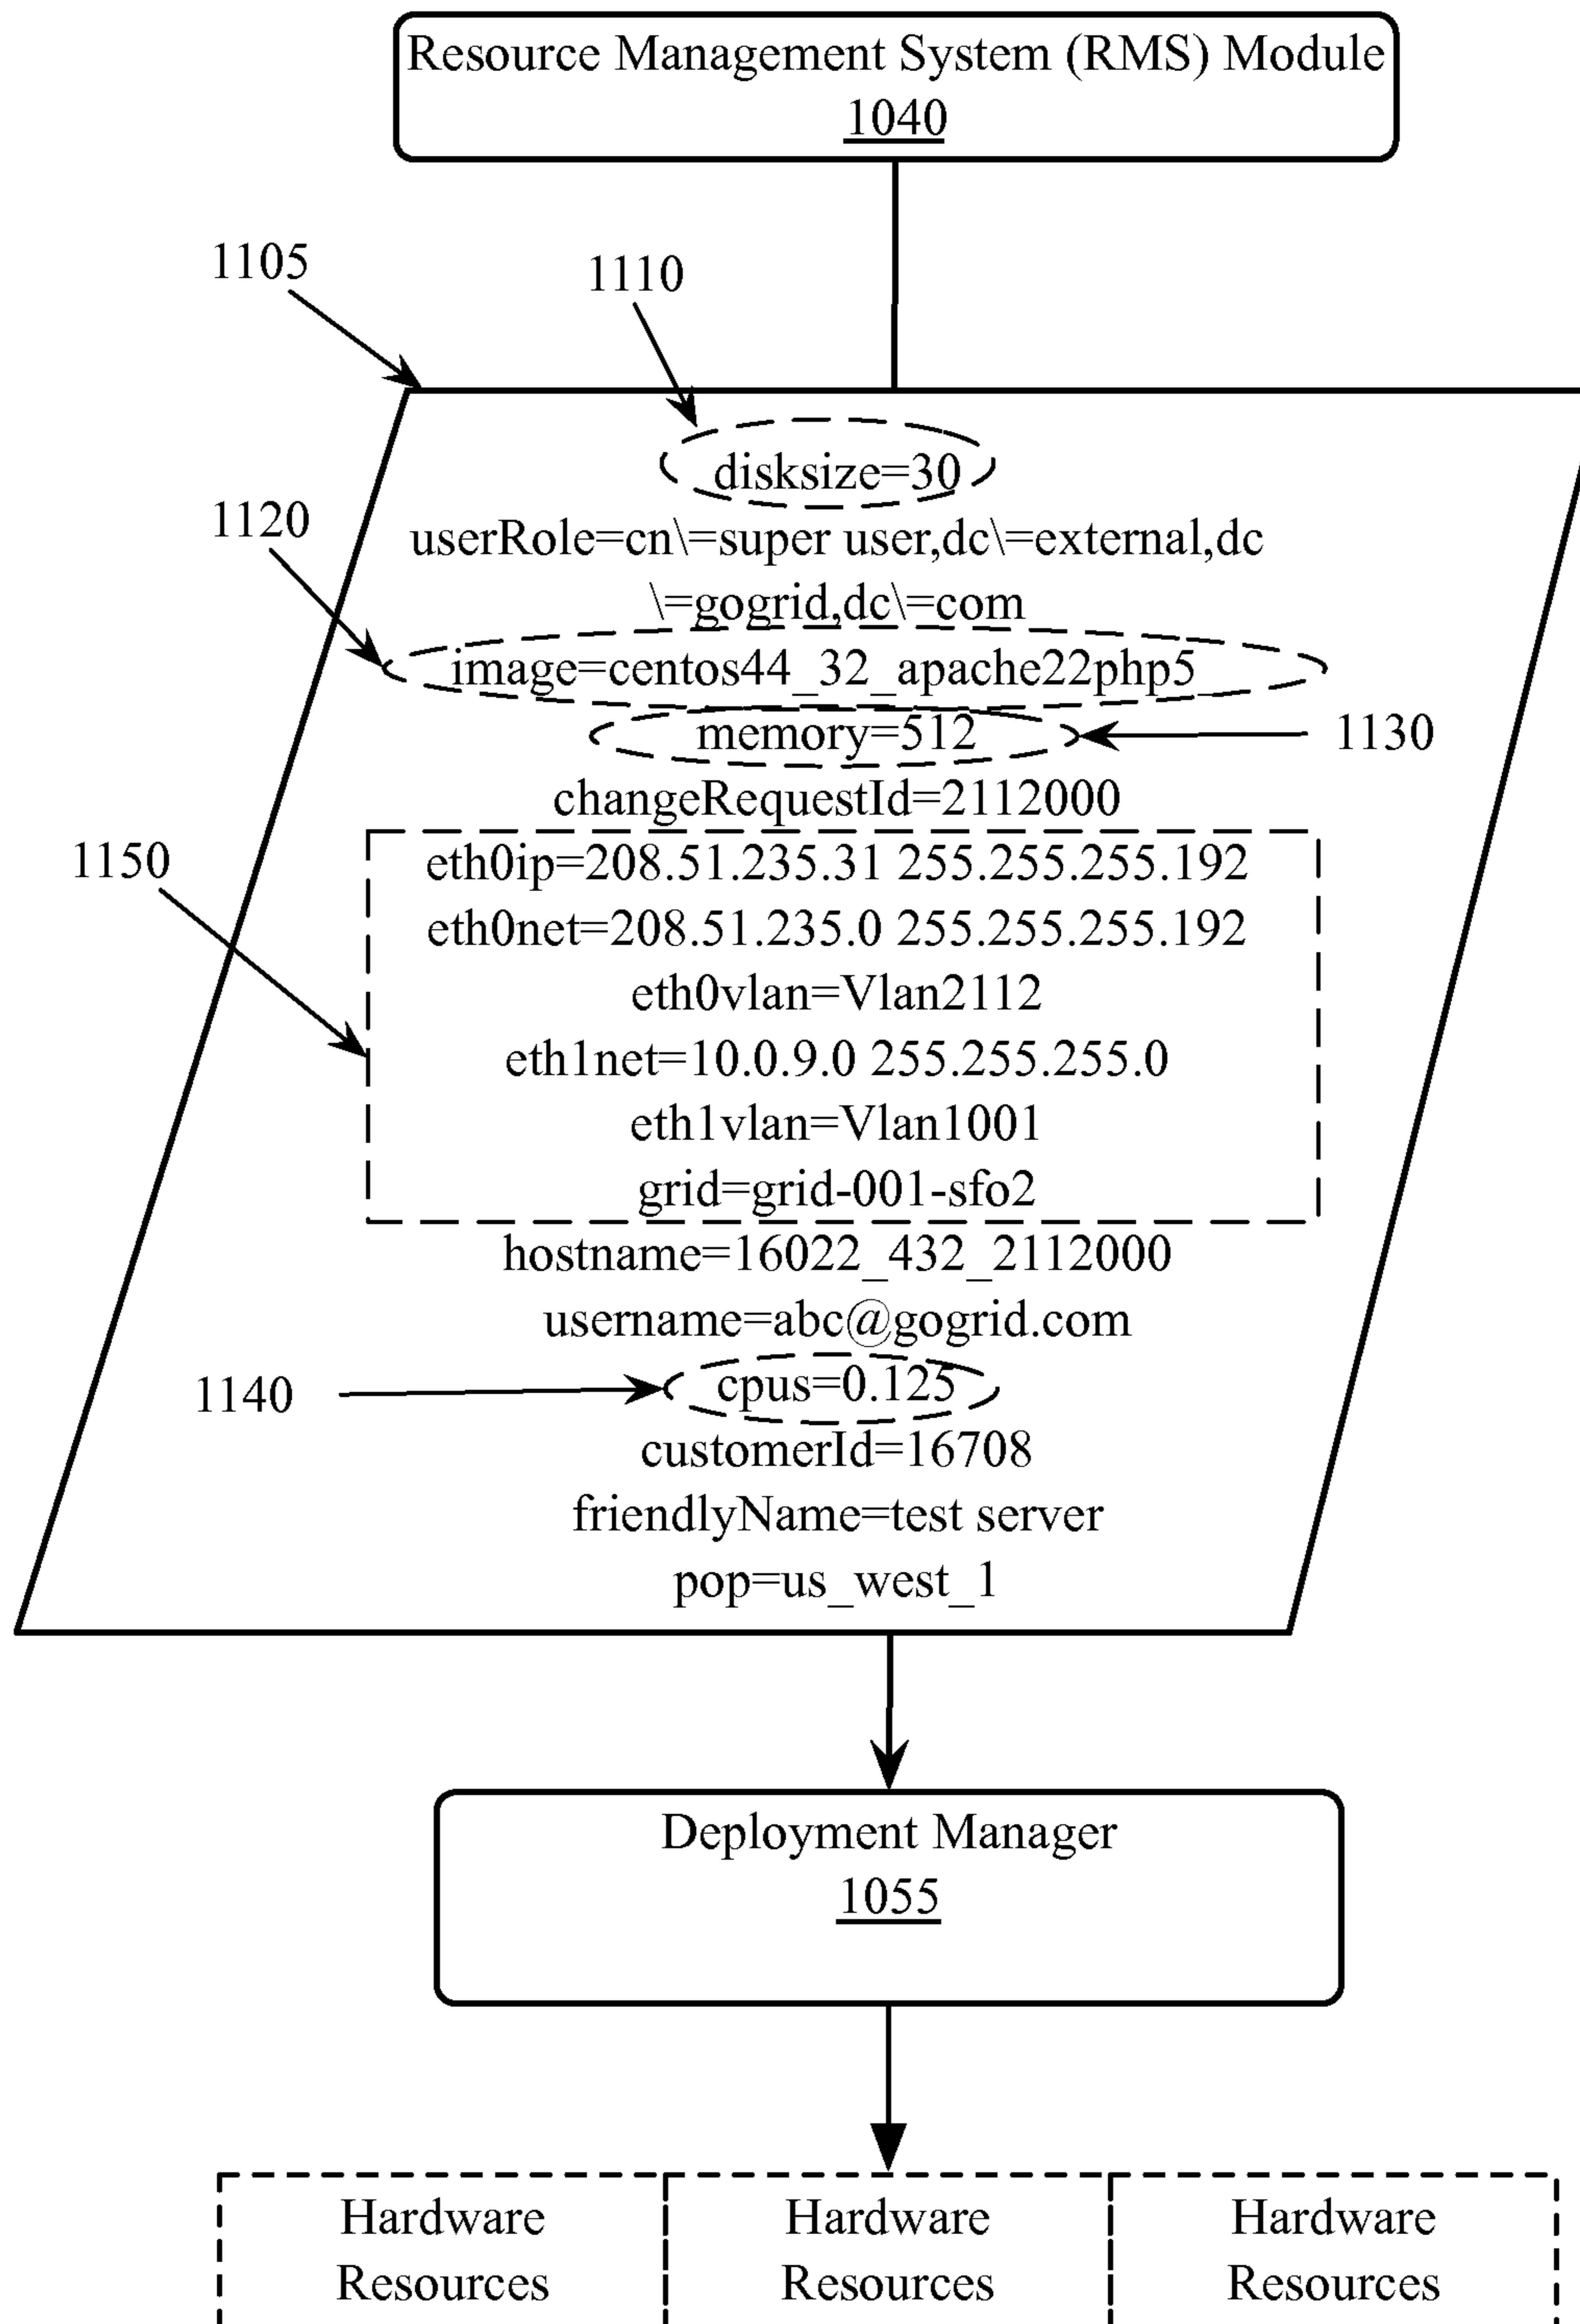 Resource Management System (RMS) Module
1040
1105
1110
disksize=30
1120
userRole=cn\=super user,dc\=external,dc
\=gogrid,dc\=com
image=centos44_32_apache22php5_
memory=512
1130
changeRequestId=2112000
1150
eth0ip=208.51.235.31 255.255.255.192
eth0net=208.51.235.0 255.255.255.192
eth0vlan=Vlan2112
eth1net=10.0.9.0 255.255.255.0
eth1vlan=Vlan1001
grid=grid-001-sfo2
hostname=16022_432_2112000
username=abc@gogrid.com
1140
cpus=0.125
customerId=16708
friendlyName=test server
pop=us_west_1
Deployment Manager
1055
Hardware Hardware Hardware
Resources Resources Resources